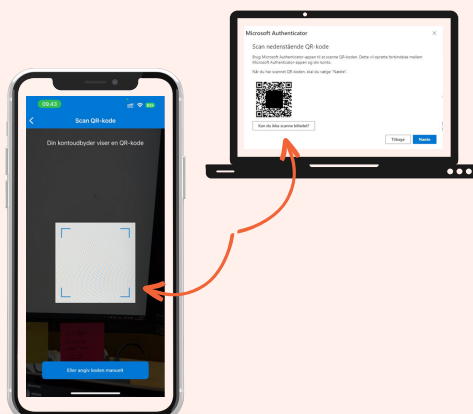 Microsoft Authenticator
Scan nedenstående QR-kode
Brug Microsoft Authenticator-appen til at scanne QR-koden. Dette vil oprette forbindelse mellem
Microsoft Authenticator-appen og din konto.
Når du har scannet QR-koden, skal du vælge "Næste".
Kan du ikke scanne billedet?
Tilbage
Næste
09.43
Scan QR-kode
Din kontoudbyder viser en QR-kode
Eller angiv koden manuelt